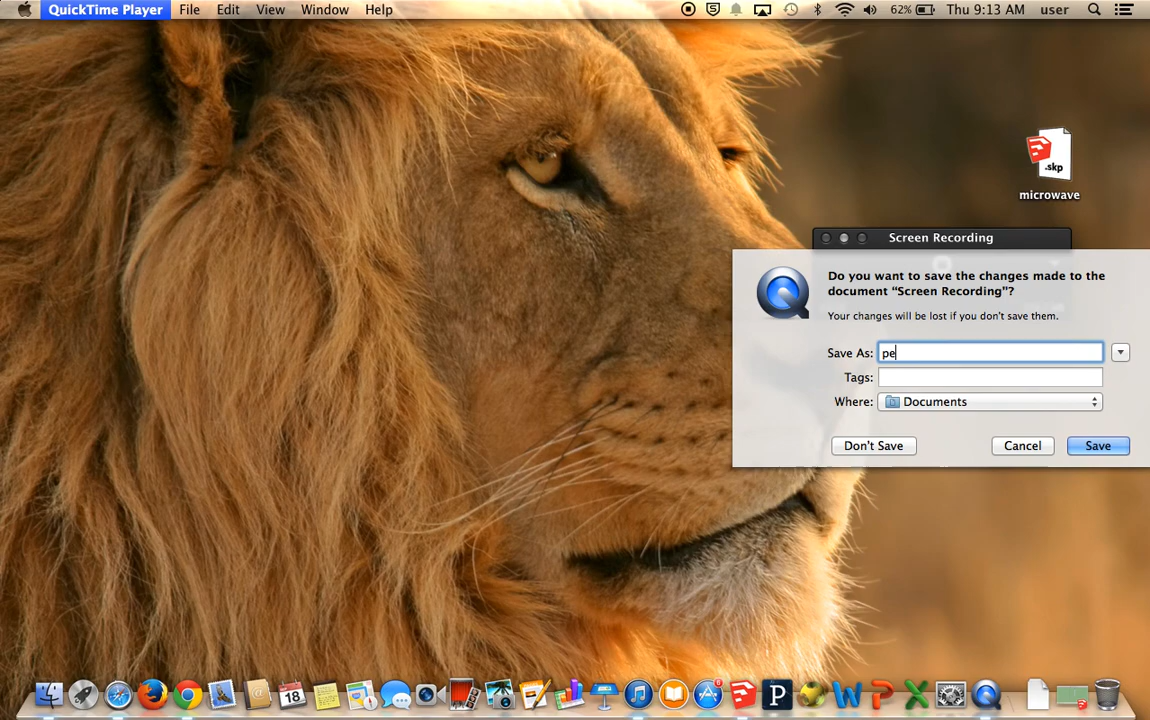 QuickTime Player File Edit View Window Help 62% Thu 9:13 AM user
.skp
microwave
Screen Recording
Do you want to save the changes made to the
document “Screen Recording”?
Your changes will be lost if you don’t save them.
Save As: pe
Tags:
Where: Documents
Don’t Save Cancel Save
18 6 P W P X